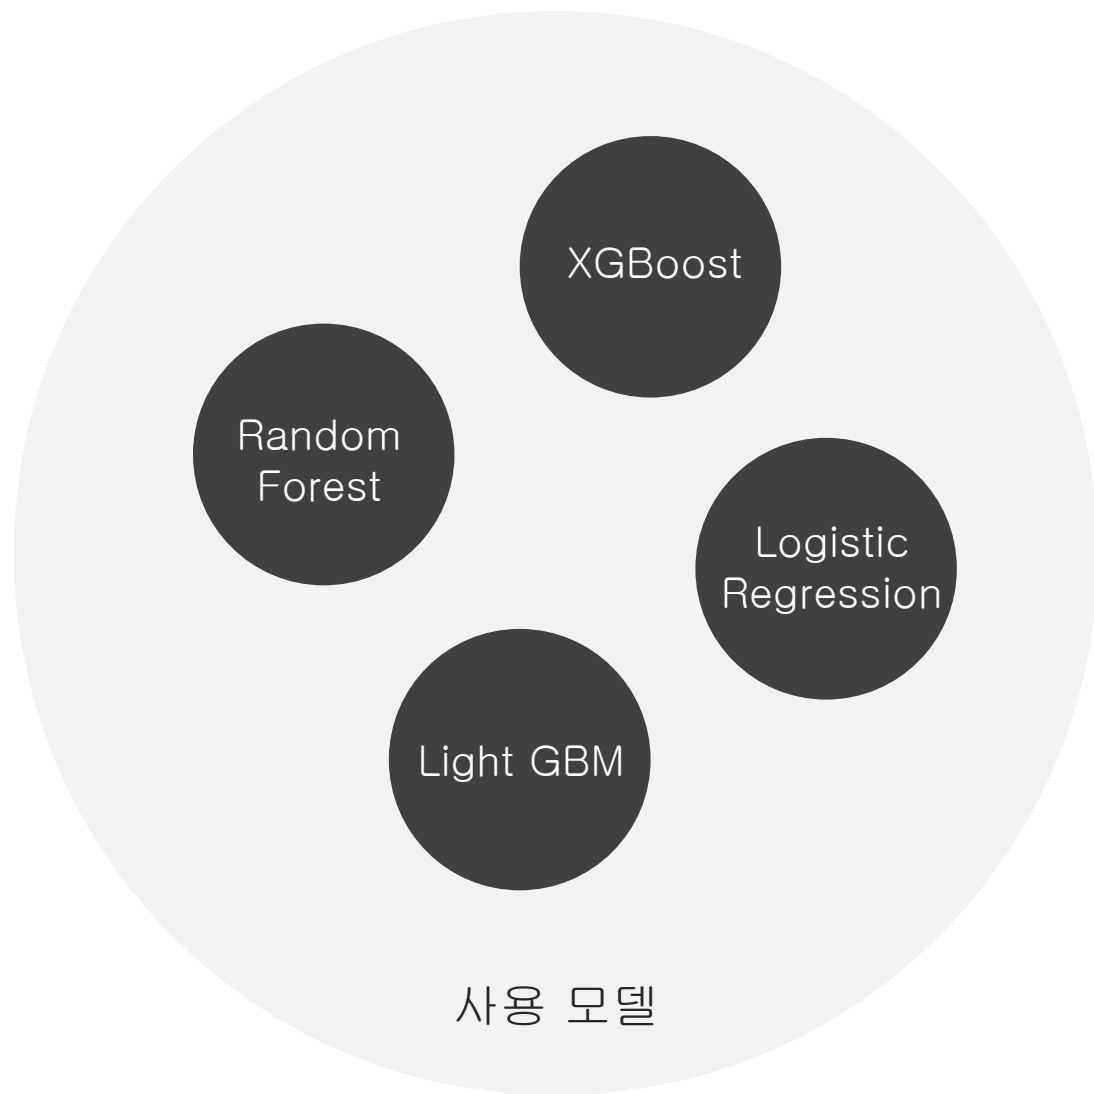 XGBoost
Random
Forest
Logistic
Regression
Light GBM
사용 모델